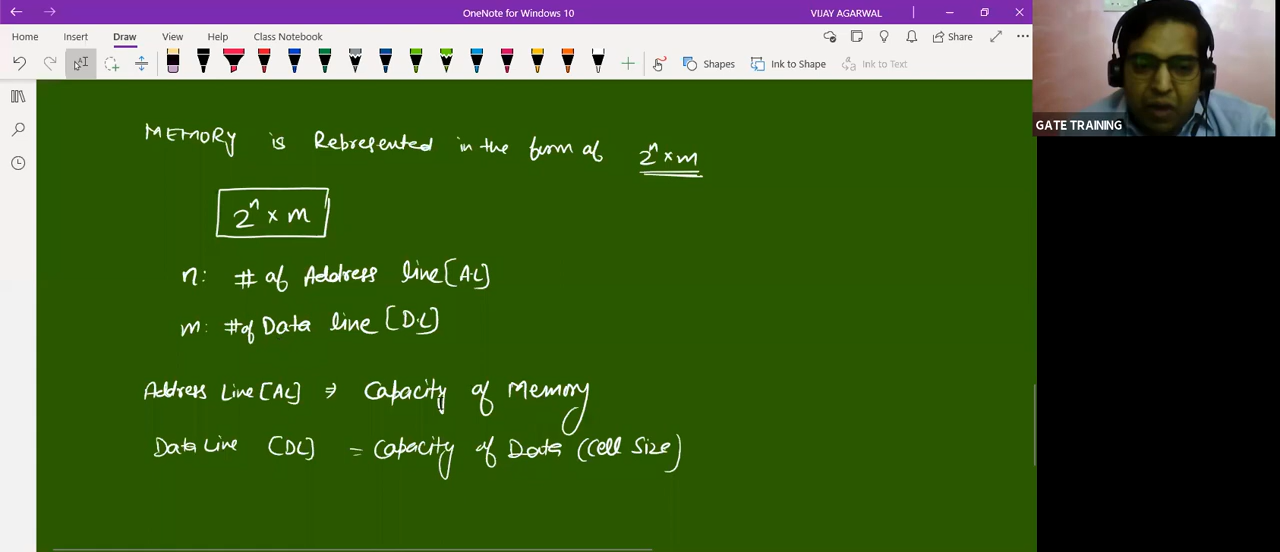 OneNote for Windows 10
VIJAY AGARWAL
Home Insert Draw View Help Class Notebook
Share
Shapes Ink to Shape Ink to Text
GATE TRAINING
MEMORY is Represented in the form of 2ⁿ × m
2ⁿ × m
n: # of Address line [AL]
m: # of Data line [D.L]
Address Line [AL] ⇒ Capacity of Memory
Data Line [DL] = Capacity of Data (Cell Size)